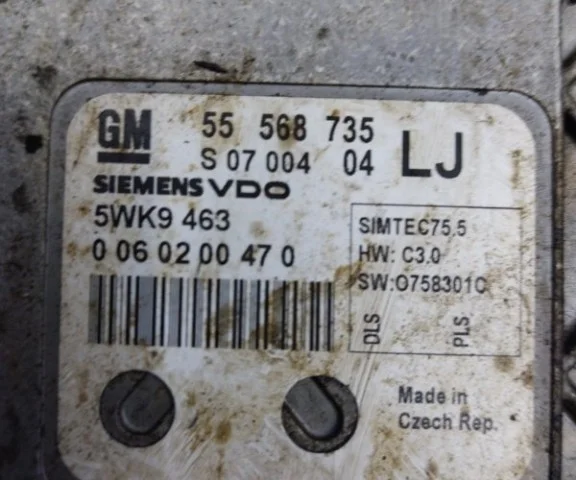 GM 55 568 735 LJ
S 07 004 04
SIEMENS VDO
5WK9 463
0 06 02 00 47 0
SIMTEC75.5
HW: C3.0
SW:O758301C
DLS
PLS
Made in
Czech Rep.